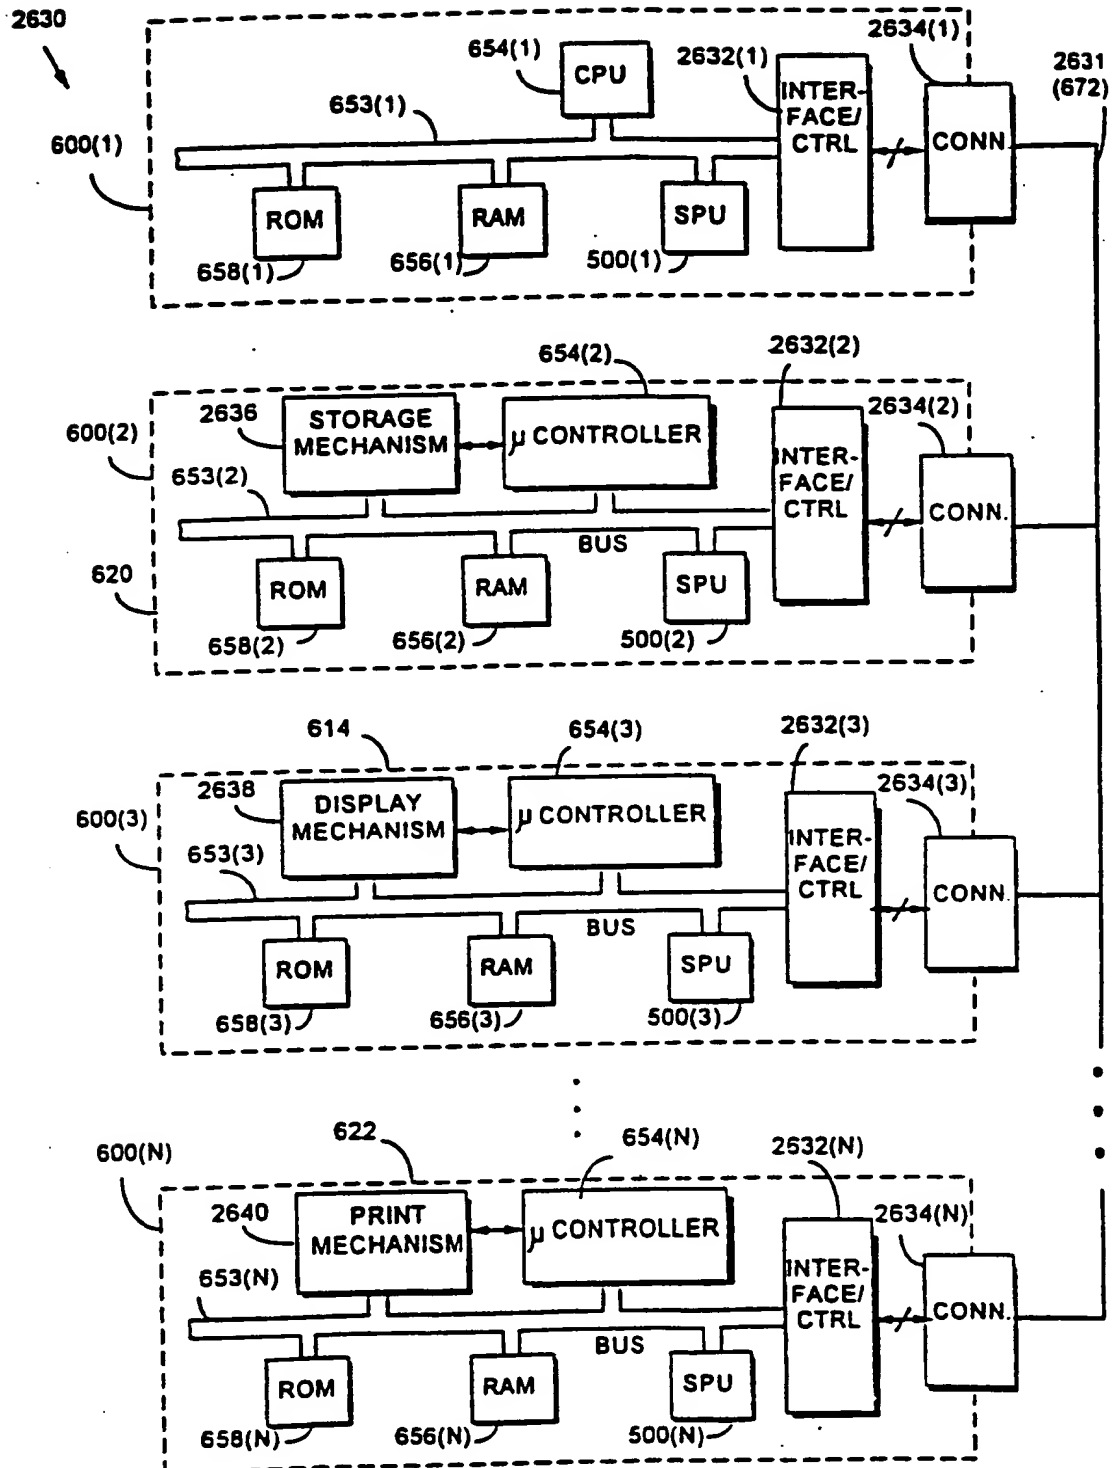 2630
654(1)
2632(1)
2634(1)
2631
(672)
CPU
INTER-
FACE/
CTRL
653(1)
600(1)
CONN.
ROM
RAM
SPU
658(1)
656(1)
500(1)
654(2)
2632(2)
2634(2)
2636
STORAGE
MECHANISM
µ CONTROLLER
600(2)
INTER-
FACE/
CTRL
653(2)
CONN.
BUS
620
ROM
RAM
SPU
658(2)
656(2)
500(2)
614
654(3)
2632(3)
2634(3)
2638
DISPLAY
MECHANISM
µ CONTROLLER
600(3)
INTER-
FACE/
CTRL
653(3)
CONN.
BUS
ROM
RAM
SPU
658(3)
656(3)
500(3)
622
654(N)
2632(N)
600(N)
2634(N)
2640
PRINT
MECHANISM
µ CONTROLLER
INTER-
FACE/
CTRL
653(N)
CONN.
BUS
ROM
RAM
SPU
658(N)
656(N)
500(N)